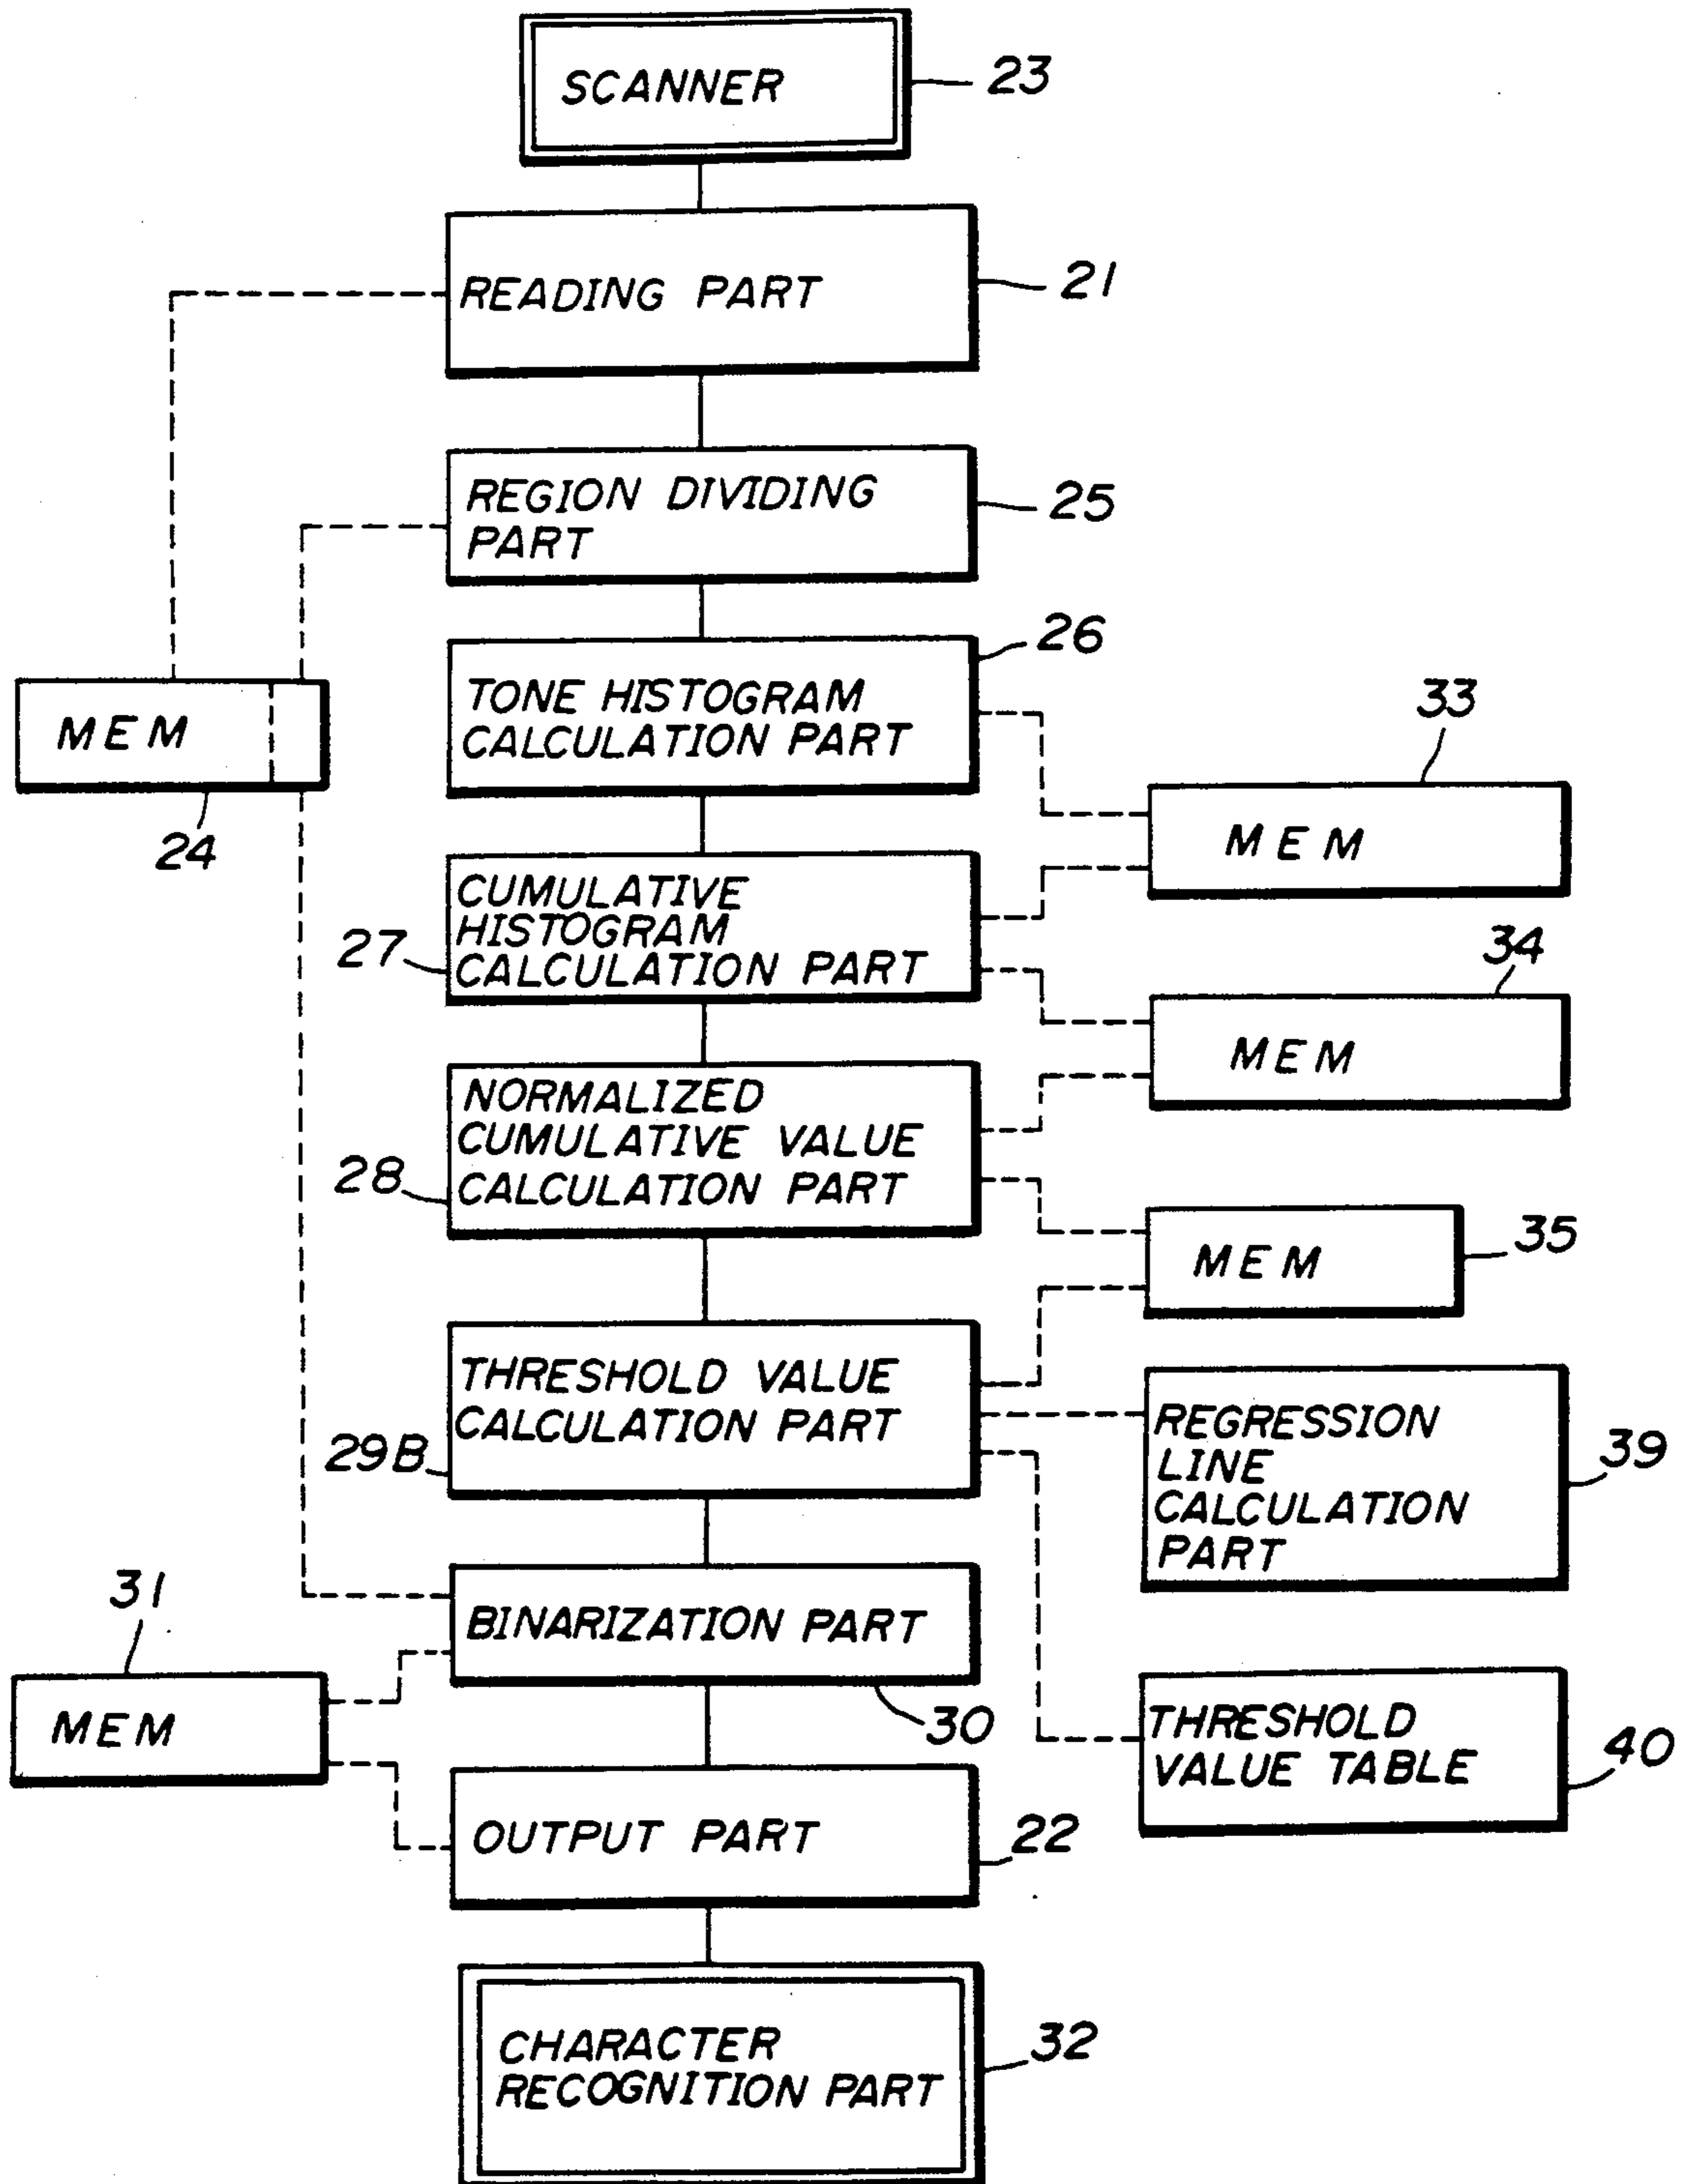 SCANNER
23
READING PART
21
REGION DIVIDING
PART
25
26
TONE HISTOGRAM
CALCULATION PART
MEM
24
33
MEM
CUMULATIVE
HISTOGRAM
CALCULATION PART
27
34
MEM
NORMALIZED
CUMULATIVE VALUE
CALCULATION PART
28
MEM
35
THRESHOLD VALUE
CALCULATION PART
29B
REGRESSION
LINE
CALCULATION
PART
39
BINARIZATION PART
30
31
MEM
THRESHOLD
VALUE TABLE
40
OUTPUT PART
22
CHARACTER
RECOGNITION PART
32